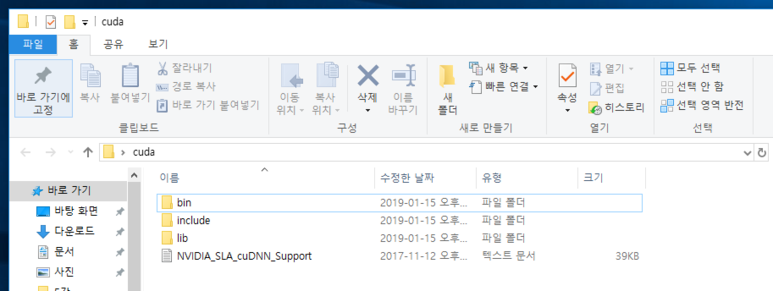 cuda
파일 홈 공유 보기
바로 가기에 고정
복사
붙여넣기
잘라내기
경로 복사
바로 가기 붙여넣기
클립보드
이동 위치
복사 위치
삭제
이름 바꾸기
구성
새 폴더
새 항목
빠른 연결
새로 만들기
속성
열기
편집
히스토리
열기
모두 선택
선택 안 함
선택 영역 반전
선택
cuda
바로 가기
바탕 화면
다운로드
문서
사진
이름 수정한 날짜 유형 크기
bin 2019-01-15 오후... 파일 폴더
include 2019-01-15 오후... 파일 폴더
lib 2019-01-15 오후... 파일 폴더
NVIDIA_SLA_cuDNN_Support 2017-11-12 오후... 텍스트 문서 39KB